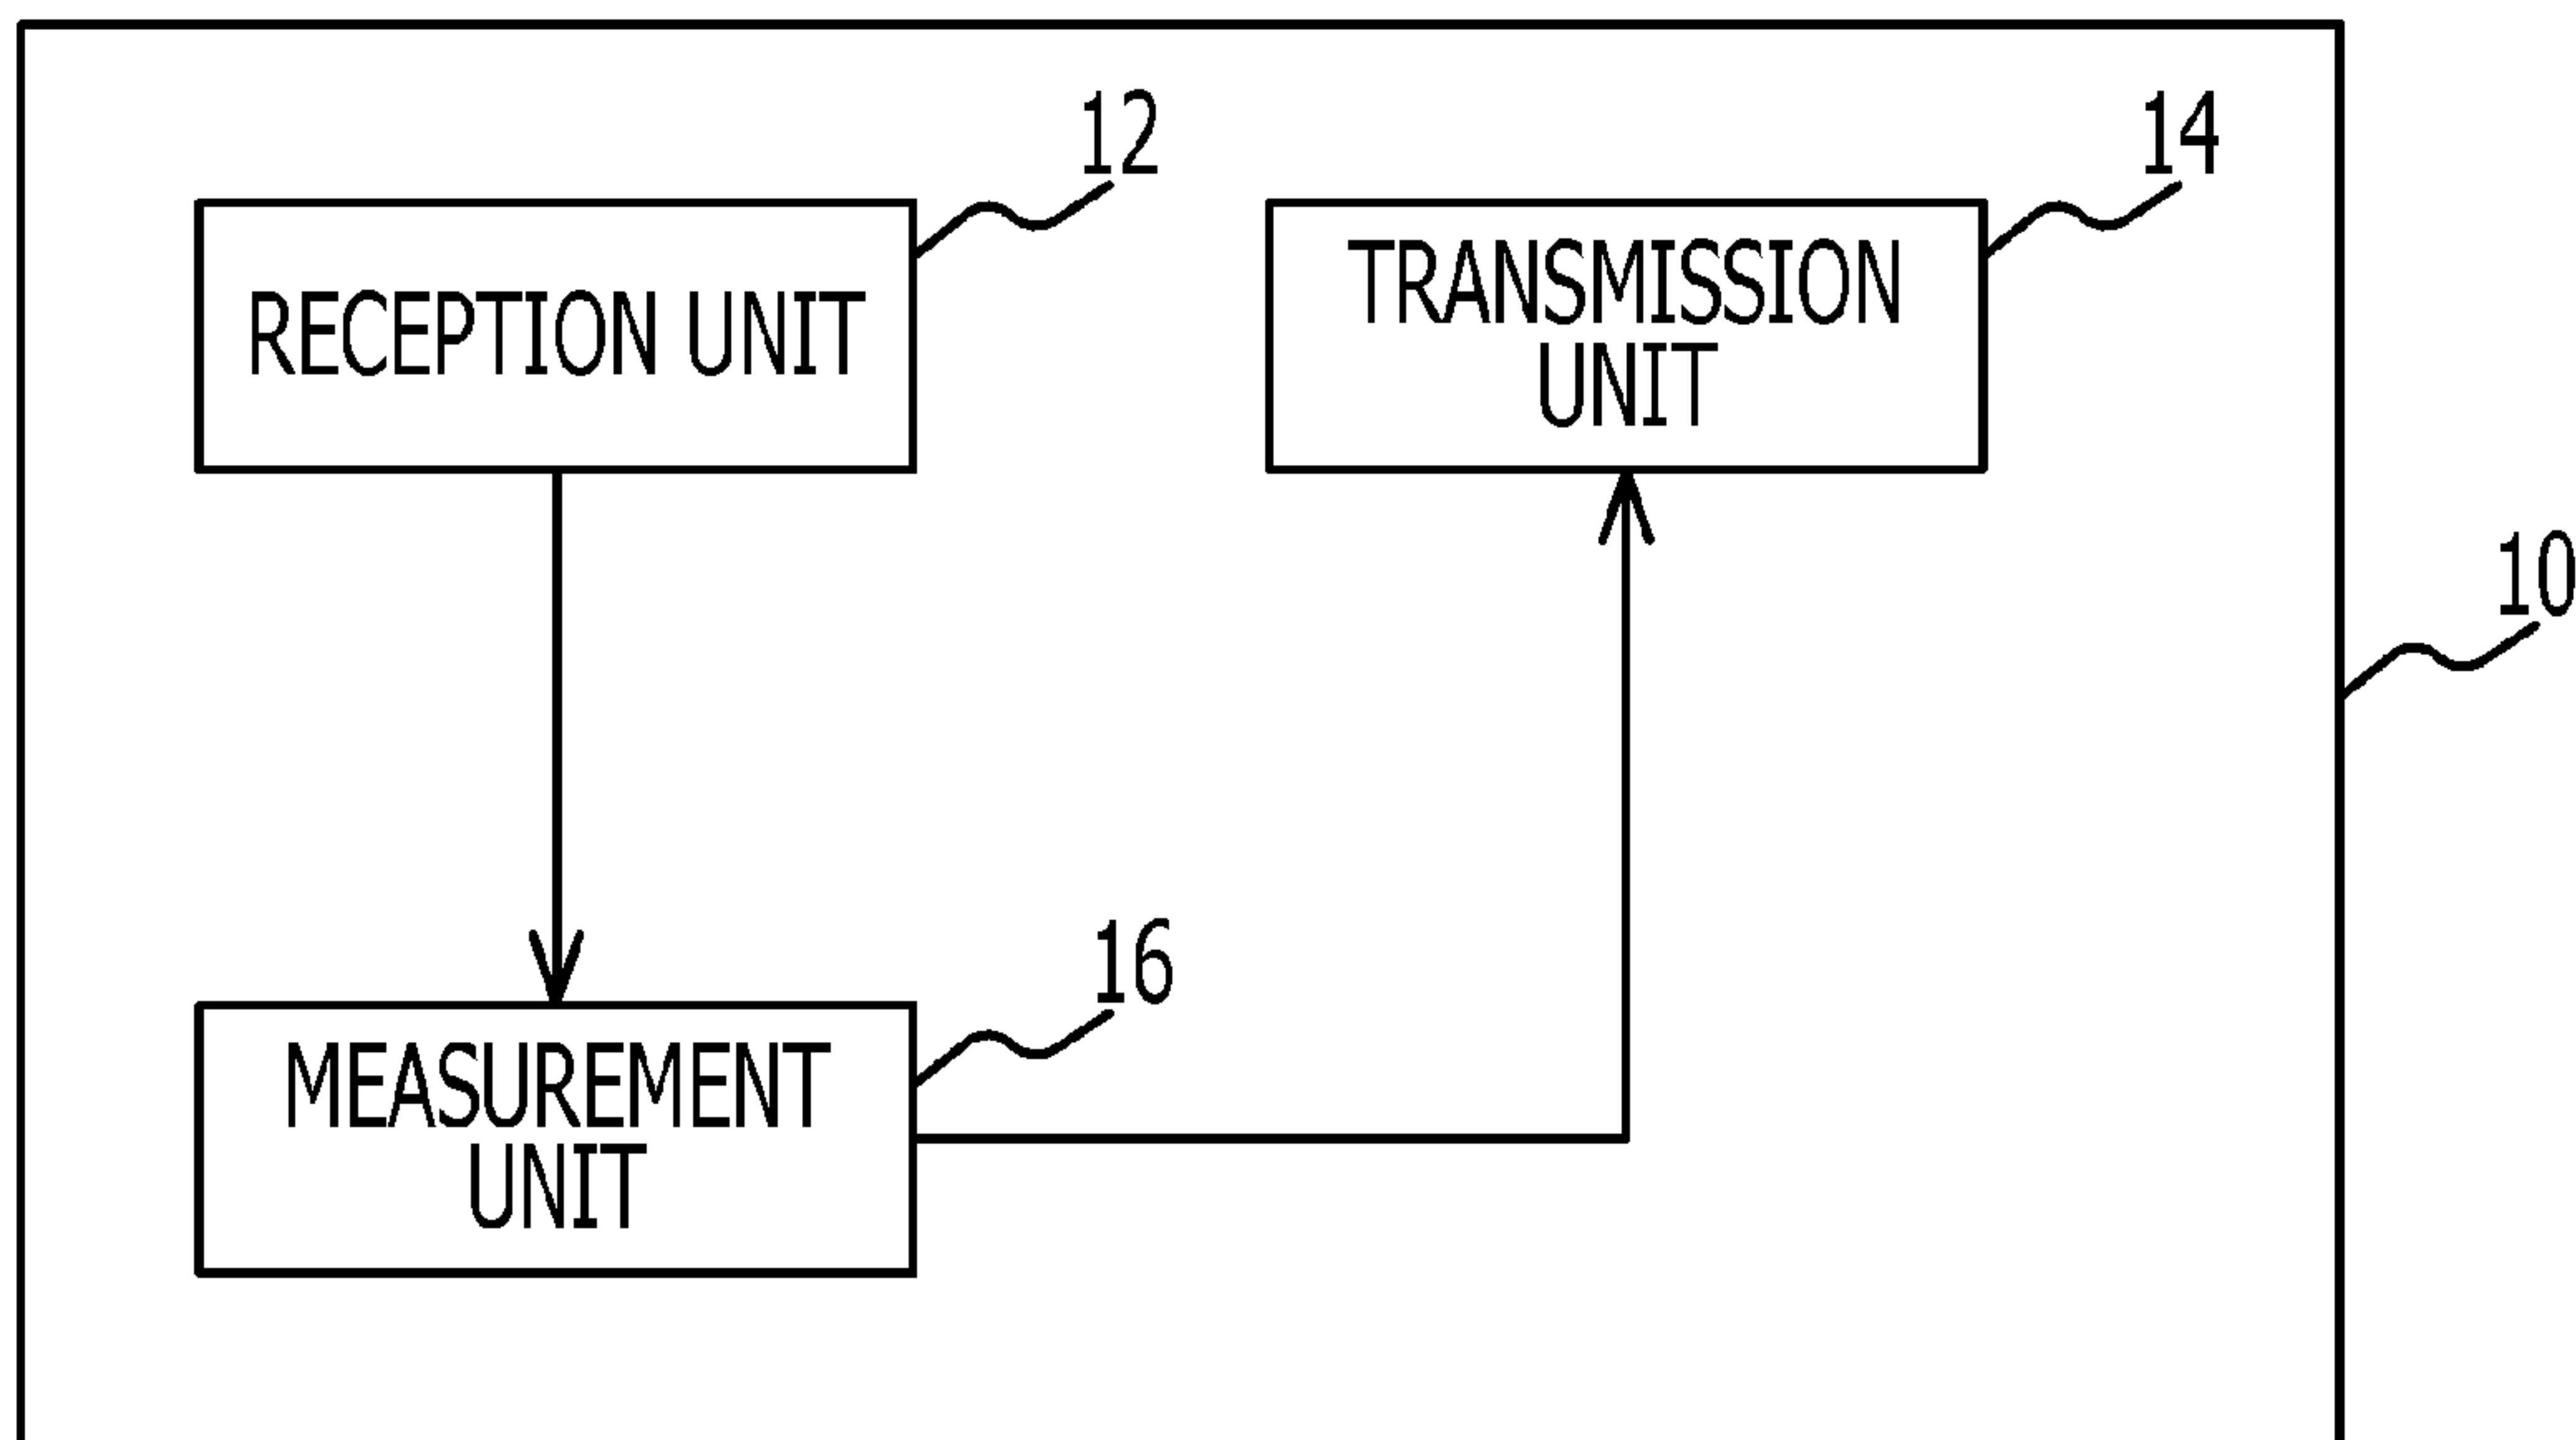 12
14
RECEPTION UNIT
TRANSMISSION
UNIT
10
16
MEASUREMENT
UNIT